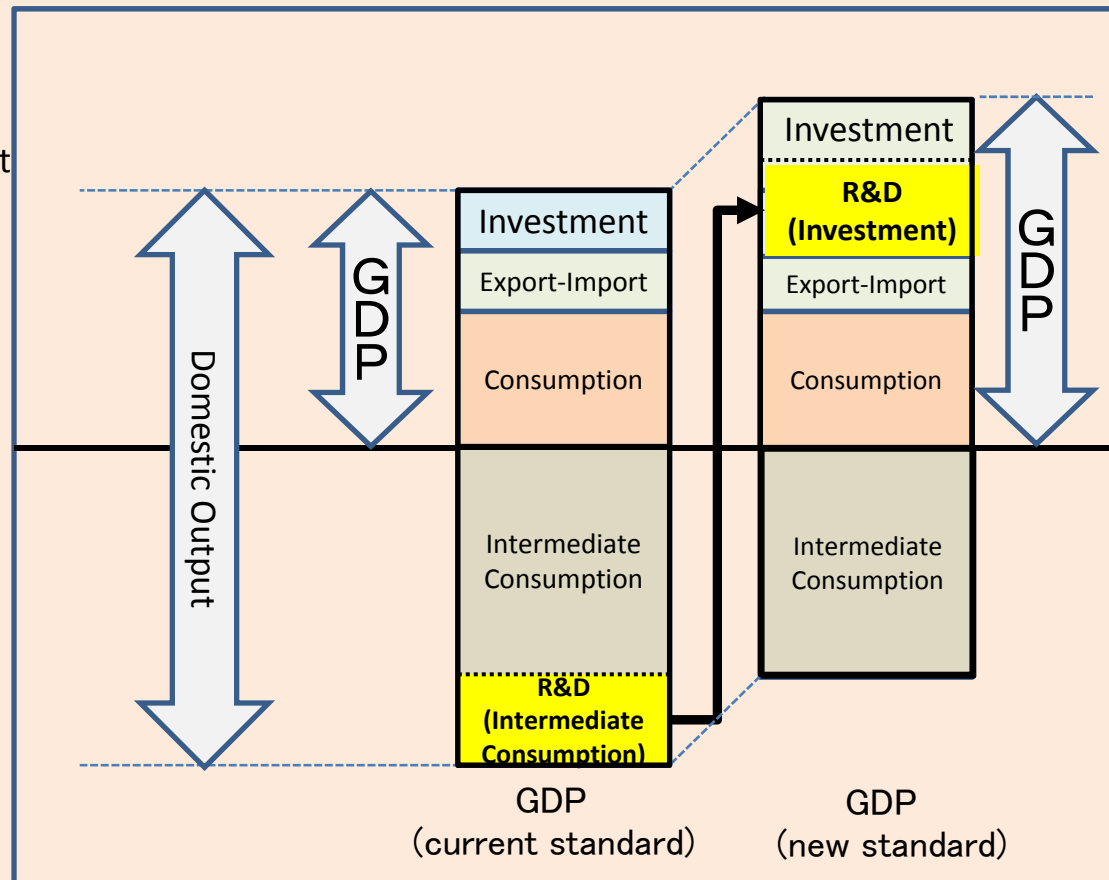 t
Domestic Output
GDP
Investment
Export-Import
Consumption
Intermediate
Consumption
R&D
(Intermediate
Consumption)
GDP
(current standard)
Investment
R&D
(Investment)
Export-Import
Consumption
Intermediate
Consumption
GDP
(new standard)
GDP